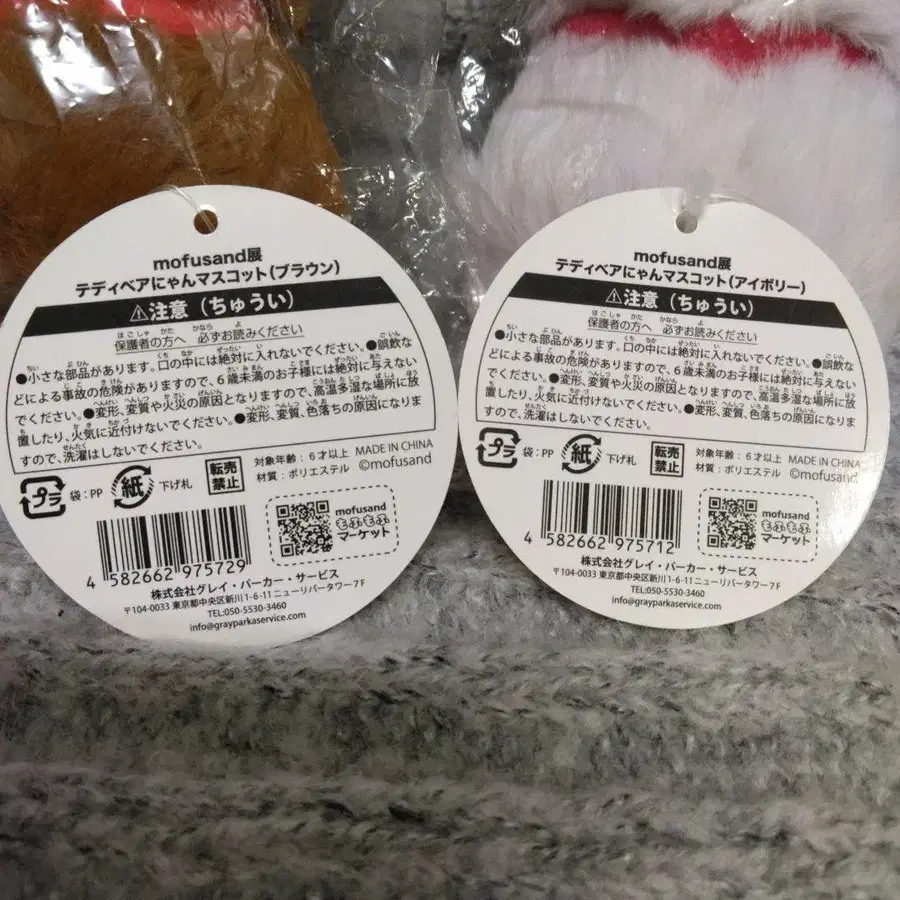 mofusand展
テディベアにゃんマスコット(ブラウン)
⚠注意(ちゅうい)
保護者の方へ 必ずお読みください
ほごしゃ かた かなら よ
●小さな部品があります。口の中には絶対に入れないでください。●誤飲な
どによる事故の危険がありますので、6歳未満のお子様には絶対に与えない
でください。●変形、変質や火災の原因となりますので、高温多湿な場所に放
置したり、火気に近付けないでください。●変形、変質、色落ちの原因になりま
すので、洗濯はしないでください。
プラ
袋:PP
紙
下げ札
転売
禁止
対象年齢:6才以上 MADE IN CHINA
材質:ポリエステル ©mofusand
4 582662 975729
mofusand
もふもふ
マーケット
株式会社グレイ・パーカー・サービス
〒104-0033 東京都中央区新川1-6-11ニューリバータワー7F
TEL:050-5530-3460
info@grayparkaservice.com
mofusand展
テディベアにゃんマスコット(アイボリー)
⚠注意(ちゅうい)
保護者の方へ 必ずお読みください
ほごしゃ かた かなら よ
●小さな部品があります。口の中には絶対に入れないでください。●誤飲な
どによる事故の危険がありますので、6歳未満のお子様には絶対に与えない
でください。●変形、変質や火災の原因となりますので、高温多湿な場所に放
置したり、火気に近付けないでください。●変形、変質、色落ちの原因になりま
すので、洗濯はしないでください。
プラ
袋:PP
紙
下げ札
転売
禁止
対象年齢:6才以上 MADE IN CHINA
材質:ポリエステル ©mofusand
4 582662 975712
mofusand
もふもふ
マーケット
株式会社グレイ・パーカー・サービス
〒104-0033 東京都中央区新川1-6-11ニューリバータワー7F
TEL:050-5530-3460
info@grayparkaservice.com